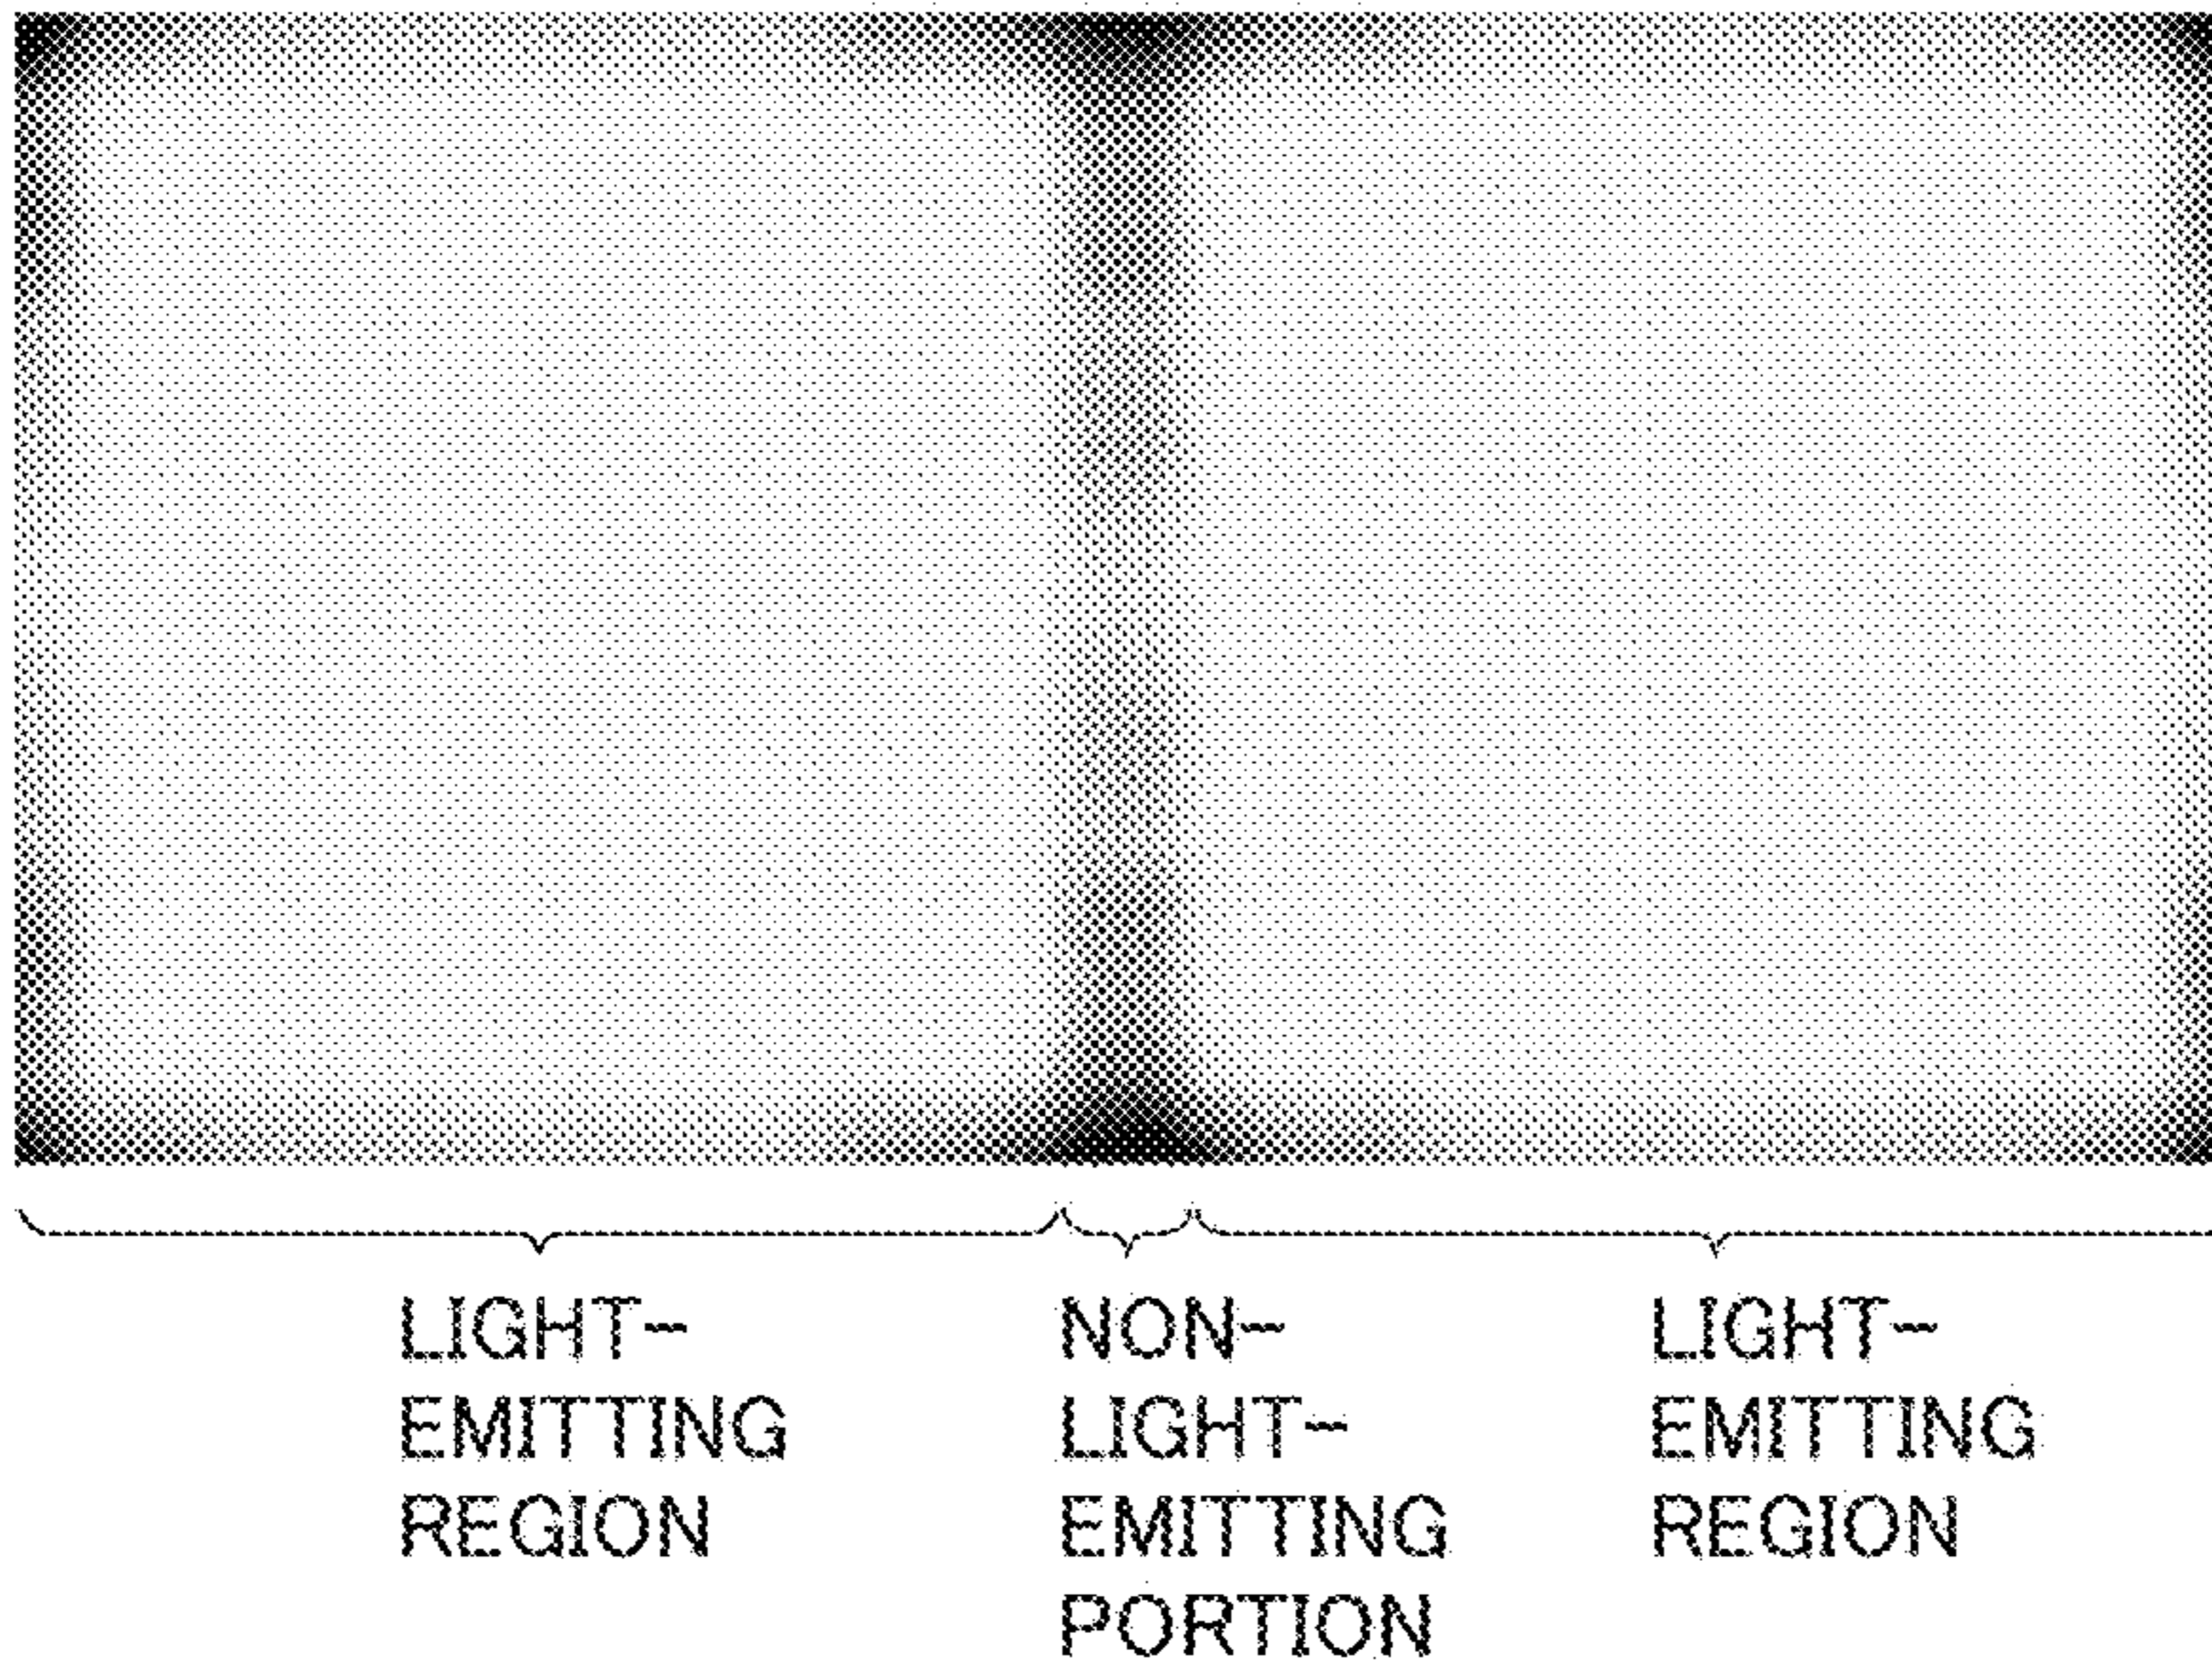 LIGHT-
EMITTING
REGION
NON-
LIGHT-
EMITTING
PORTION
LIGHT-
EMITTING
REGION